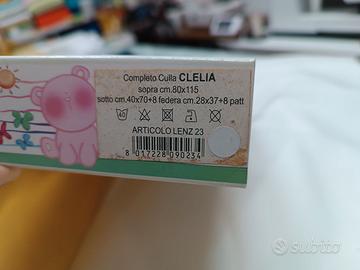 Completo Culla CLELIA
sopra cm.80x115
sotto cm.40x70+8 federa cm.28x37+8 patt
40
ARTICOLO LENZ 23
8 017228 090234
subito